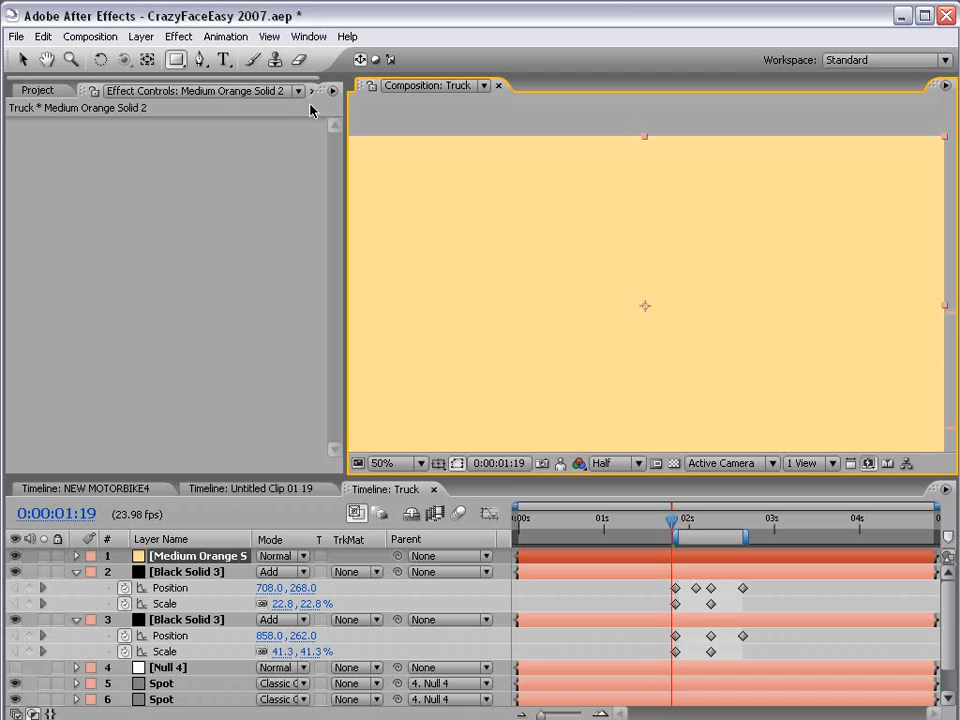 Adobe After Effects - CrazyFaceEasy 2007.aep *
File Edit Composition Layer Effect Animation View Window Help
Workspace: Standard
Project Effect Controls: Medium Orange Solid 2
Composition: Truck
Truck * Medium Orange Solid 2
50% 0:00:01:19 Half Active Camera 1 View
Timeline: NEW MOTORBIKE4 Timeline: Untitled Clip 01 19 Timeline: Truck
0:00:01:19 (23.98 fps)
:00s 01s 02s 03s 04s 0
# Layer Name Mode T TrkMat Parent
1 [Medium Orange S Normal None
2 [Black Solid 3] Add None None
Position 708.0, 268.0
Scale 22.8, 22.8%
3 [Black Solid 3] Add None None
Position 858.0, 262.0
Scale 41.3, 41.3%
4 [Null 4] Normal None None
5 Spot Classic C None 4. Null 4
6 Spot Classic C None 4. Null 4